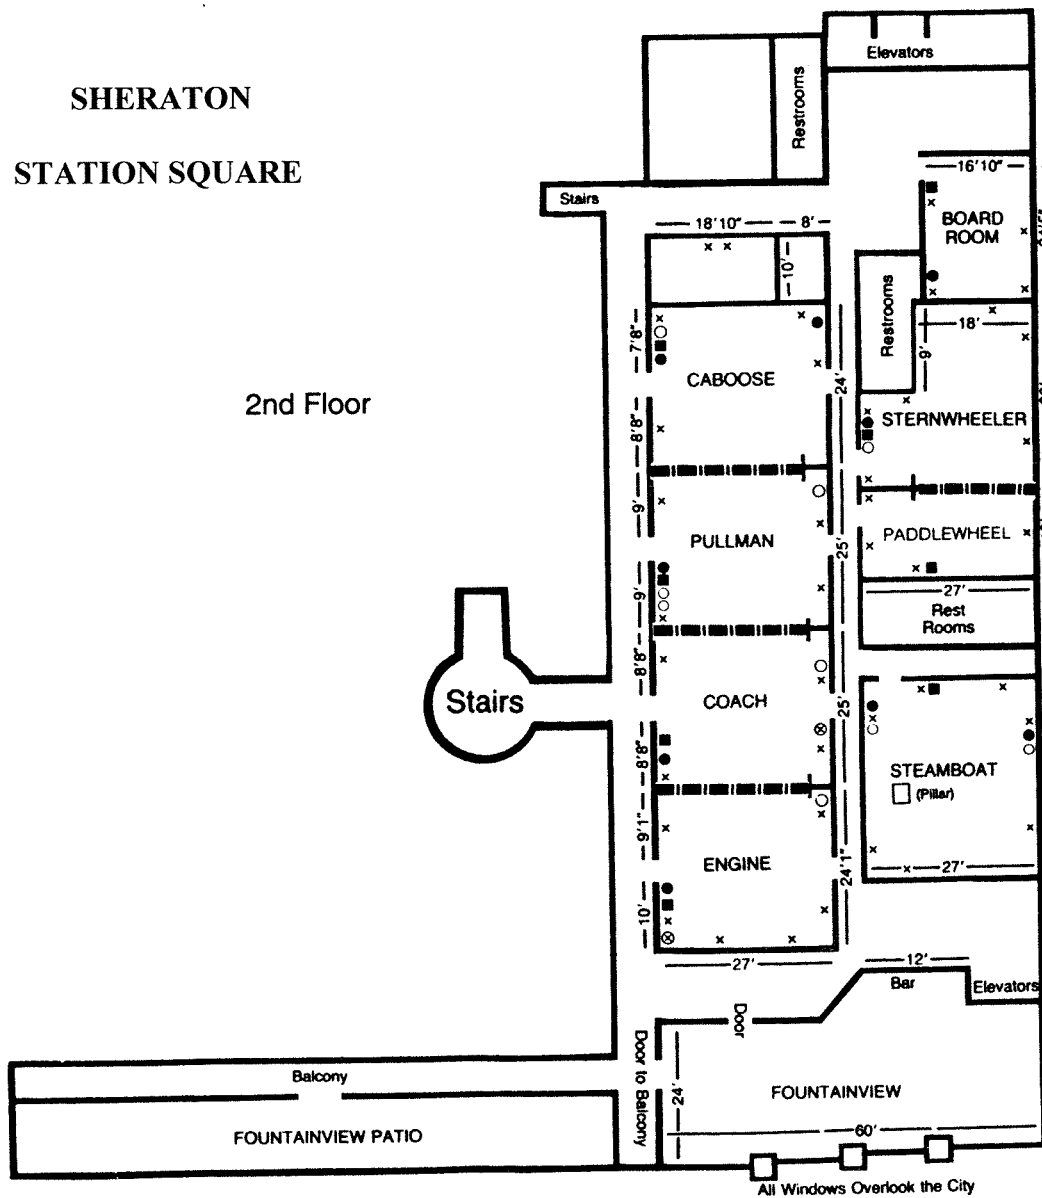 SHERATON
STATION SQUARE
2nd Floor
Elevators
Restrooms
Stairs
16'10"
BOARD
ROOM
18'10"
8'
10'
Restrooms
18'
9'
7'8"
CABOOSE
24'
8'8"
STERNWHEELER
9'
PULLMAN
25'
PADDLEWHEEL
9'
27'
Rest
Rooms
8'8"
Stairs
COACH
25'
8'8"
STEAMBOAT
(Pillar)
9'1"
ENGINE
24'1"
27'
10'
27'
12'
Bar
Elevators
Door
Door to Balcony
24'
Balcony
FOUNTAINVIEW
FOUNTAINVIEW PATIO
60'
All Windows Overlook the City